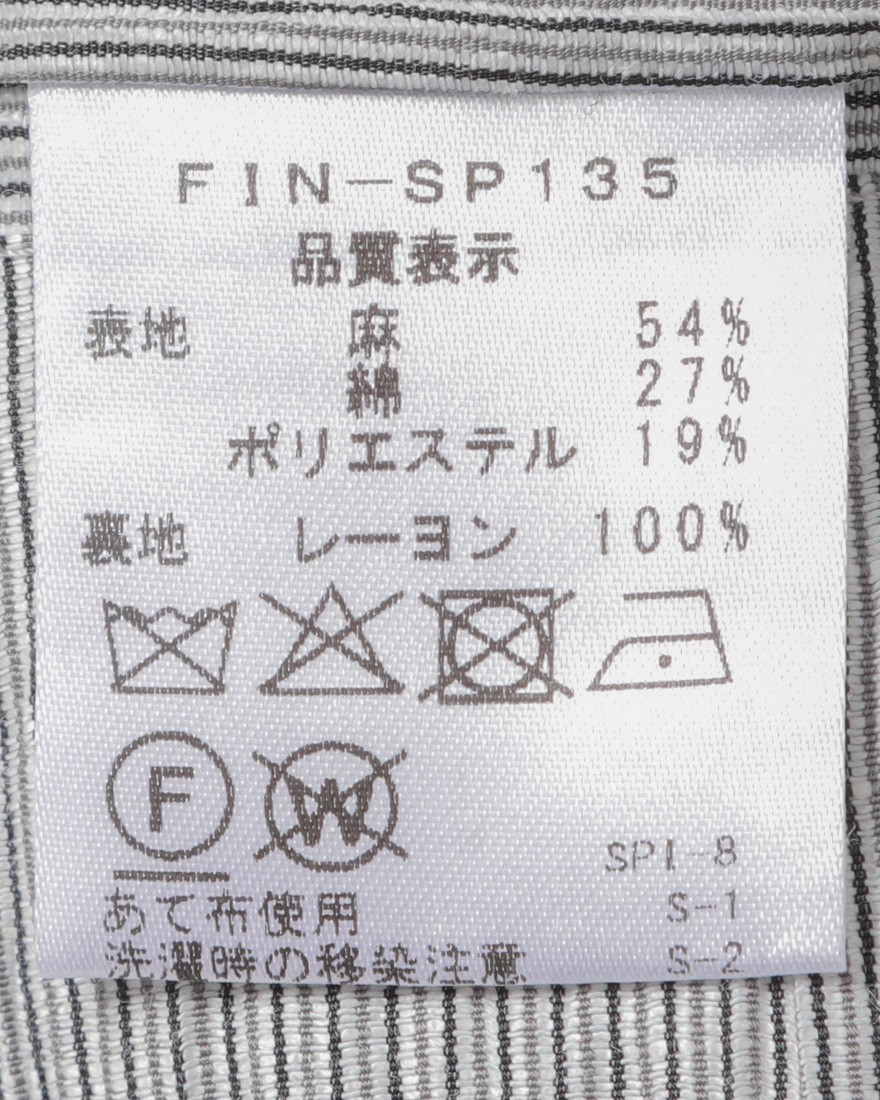 FIN-SP135
品質表示
表地 麻 54%
綿 27%
ポリエステル 19%
裏地 レーヨン 100%
F W
SPI-8
あて布使用 S-1
洗濯時の移染注意 S-2